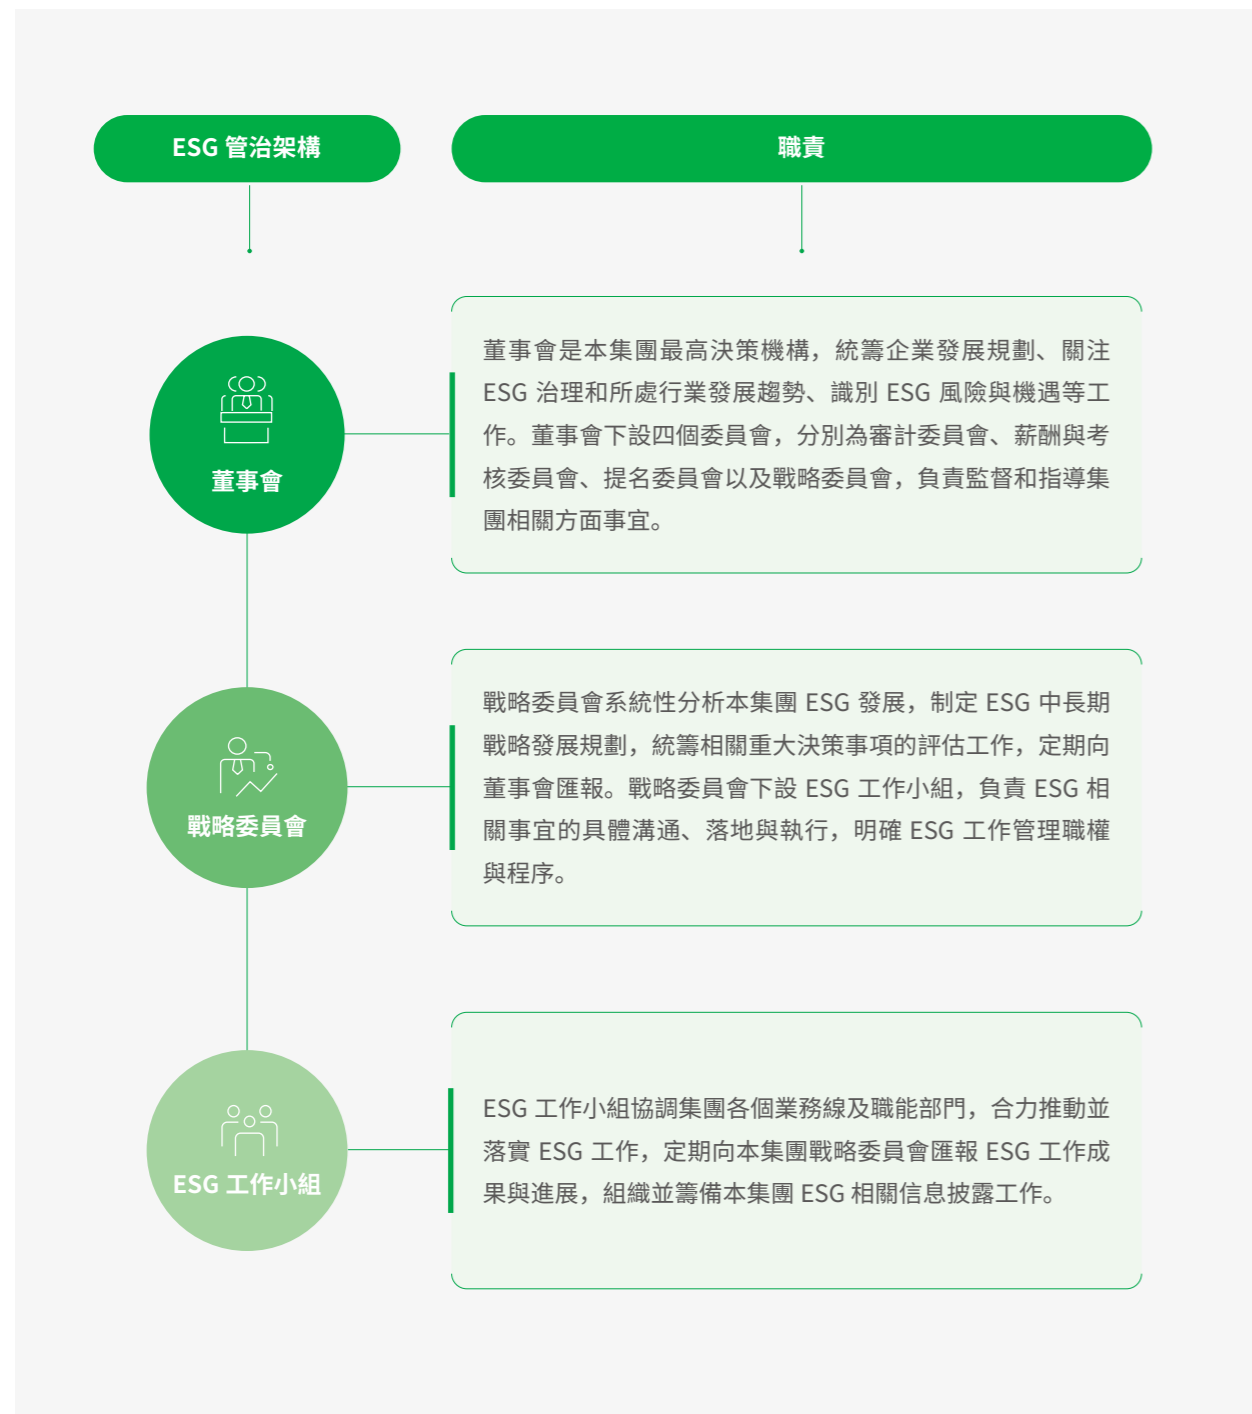 ESG 管治架構
職責
董事會
董事會是本集團最高決策機構，統籌企業發展規劃、關注
ESG 治理和所處行業發展趨勢、識別 ESG 風險與機遇等工
作。董事會下設四個委員會，分別為審計委員會、薪酬與考
核委員會、提名委員會以及戰略委員會，負責監督和指導集
團相關方面事宜。
戰略委員會
戰略委員會系統性分析本集團 ESG 發展，制定 ESG 中長期
戰略發展規劃，統籌相關重大決策事項的評估工作，定期向
董事會匯報。戰略委員會下設 ESG 工作小組，負責 ESG 相
關事宜的具體溝通、落地與執行，明確 ESG 工作管理職權
與程序。
ESG 工作小組
ESG 工作小組協調集團各個業務線及職能部門，合力推動並
落實 ESG 工作，定期向本集團戰略委員會匯報 ESG 工作成
果與進展，組織並籌備本集團 ESG 相關信息披露工作。